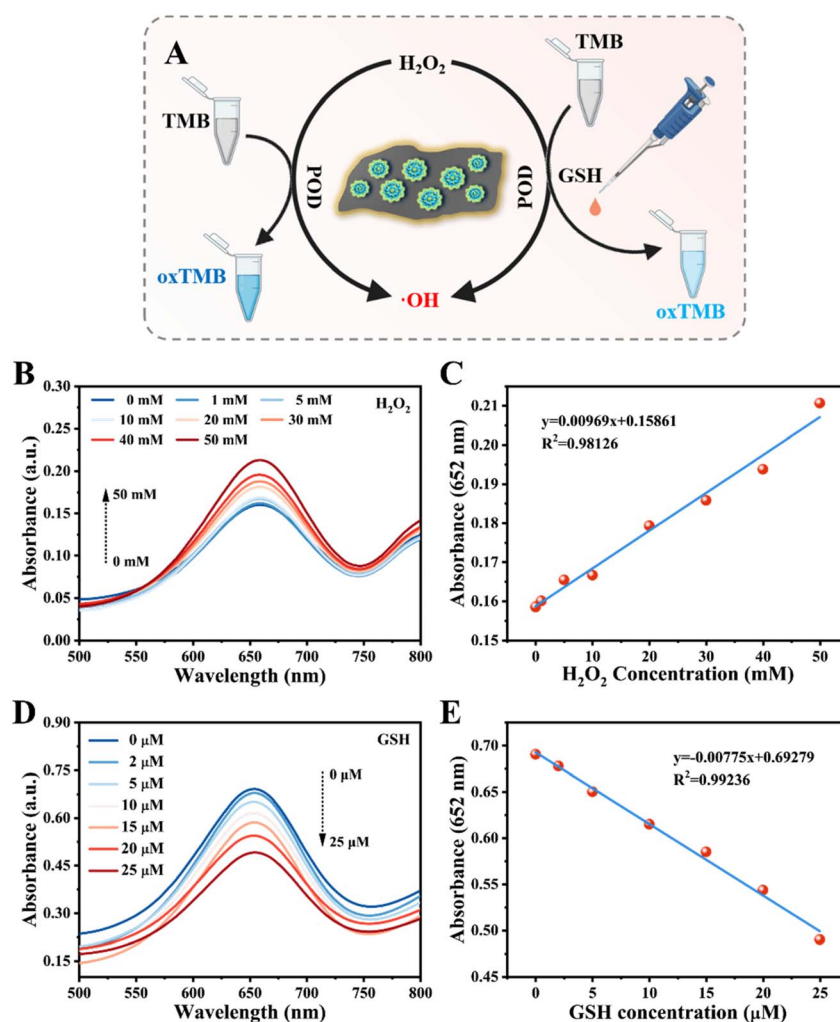 A
TMB
H₂O₂
TMB
POD
POD
GSH
oxTMB
·OH
oxTMB
B
0 mM 1 mM 5 mM
10 mM 20 mM 30 mM
40 mM 50 mM
H₂O₂
50 mM
0 mM
Absorbance (a.u.)
0.30
0.25
0.20
0.15
0.10
0.05
0.00
500 550 600 650 700 750 800
Wavelength (nm)
C
y=0.00969x+0.15861
R²=0.98126
Absorbance (652 nm)
0.21
0.20
0.19
0.18
0.17
0.16
0.15
0 10 20 30 40 50
H₂O₂ Concentration (mM)
D
0 μM
2 μM
5 μM
10 μM
15 μM
20 μM
25 μM
GSH
0 μM
25 μM
Absorbance (a.u.)
0.90
0.75
0.60
0.45
0.30
0.15
500 550 600 650 700 750 800
Wavelength (nm)
E
y=-0.00775x+0.69279
R²=0.99236
Absorbance (652 nm)
0.70
0.65
0.60
0.55
0.50
0.45
0 5 10 15 20 25
GSH concentration (μM)